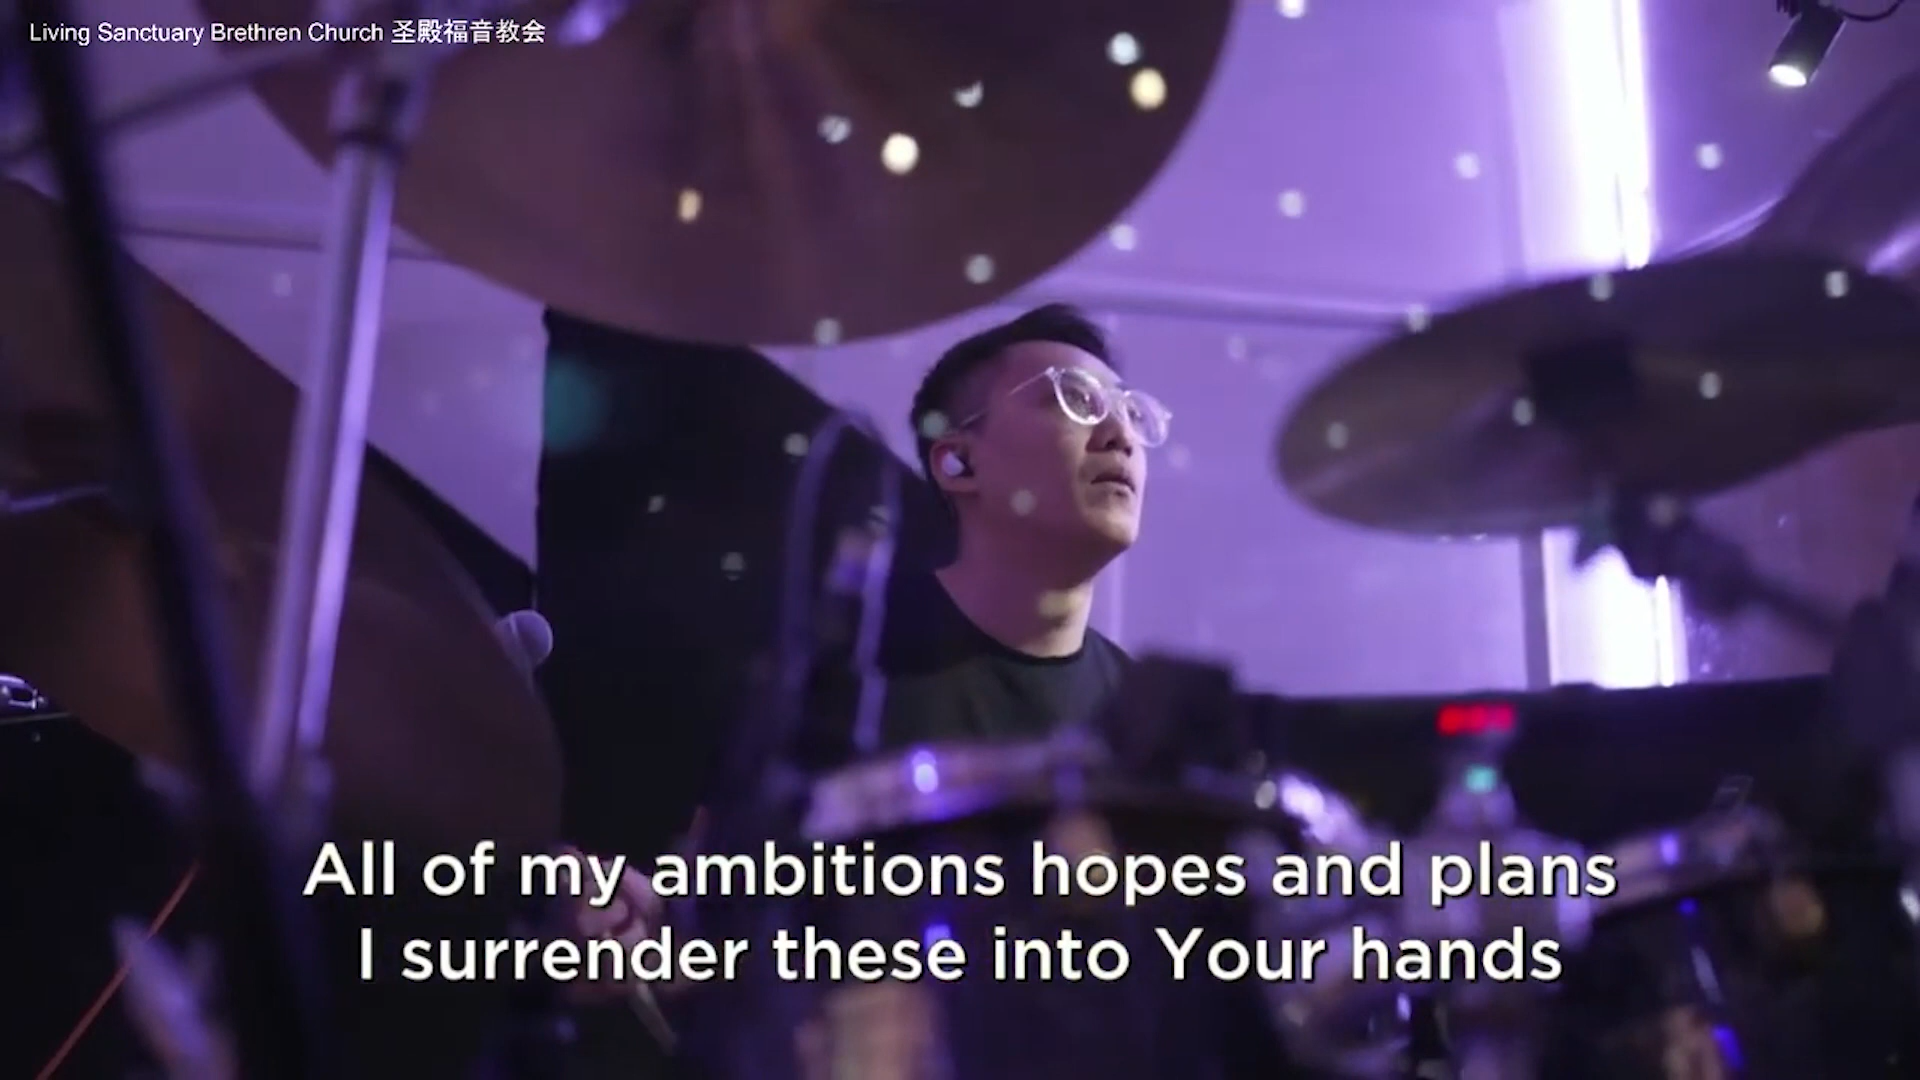 Living Sanctuary Brethren Church 圣殿福音教会
All of my ambitions hopes and plans
I surrender these into Your hands